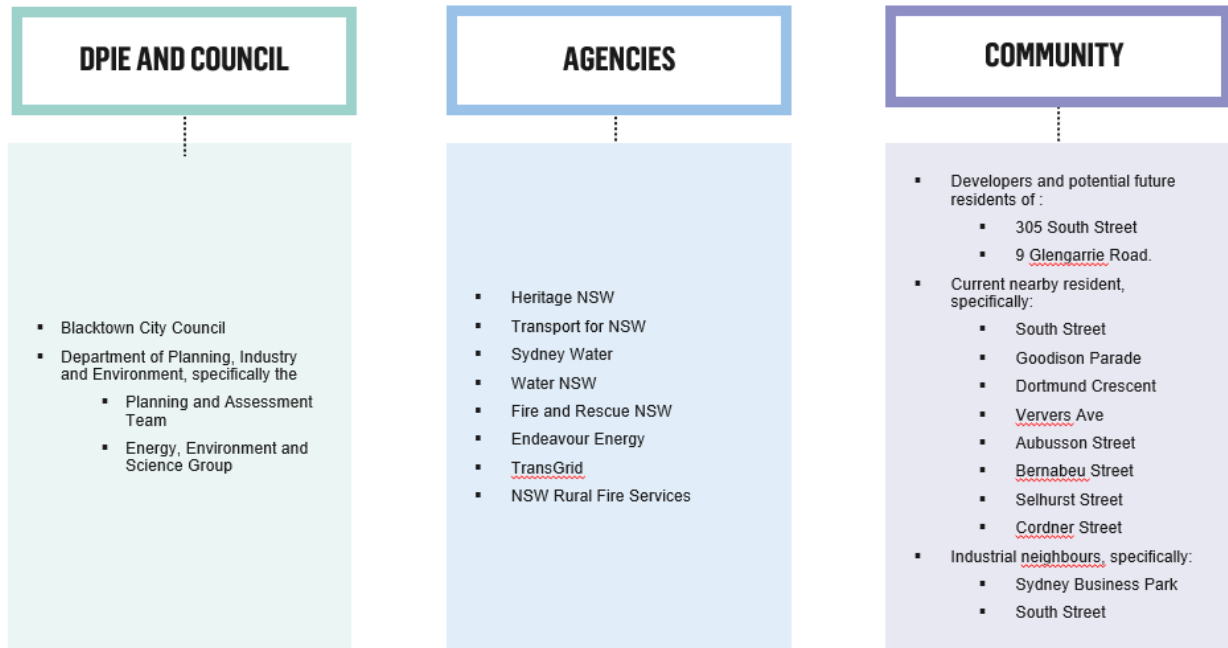 DPIE AND COUNCIL
Blacktown City Council
Department of Planning, Industry
and Environment, specifically the
Planning and Assessment
Team
Energy, Environment and
Science Group
AGENCIES
Heritage NSW
Transport for NSW
Sydney Water
Water NSW
Fire and Rescue NSW
Endeavour Energy
TransGrid
NSW Rural Fire Services
COMMUNITY
Developers and potential future
residents of :
305 South Street
9 Glengarrie Road.
Current nearby resident,
specifically:
South Street
Goodison Parade
Dortmund Crescent
Ververs Ave
Aubusson Street
Bernabeu Street
Selhurst Street
Cordner Street
Industrial neighbours, specifically:
Sydney Business Park
South Street